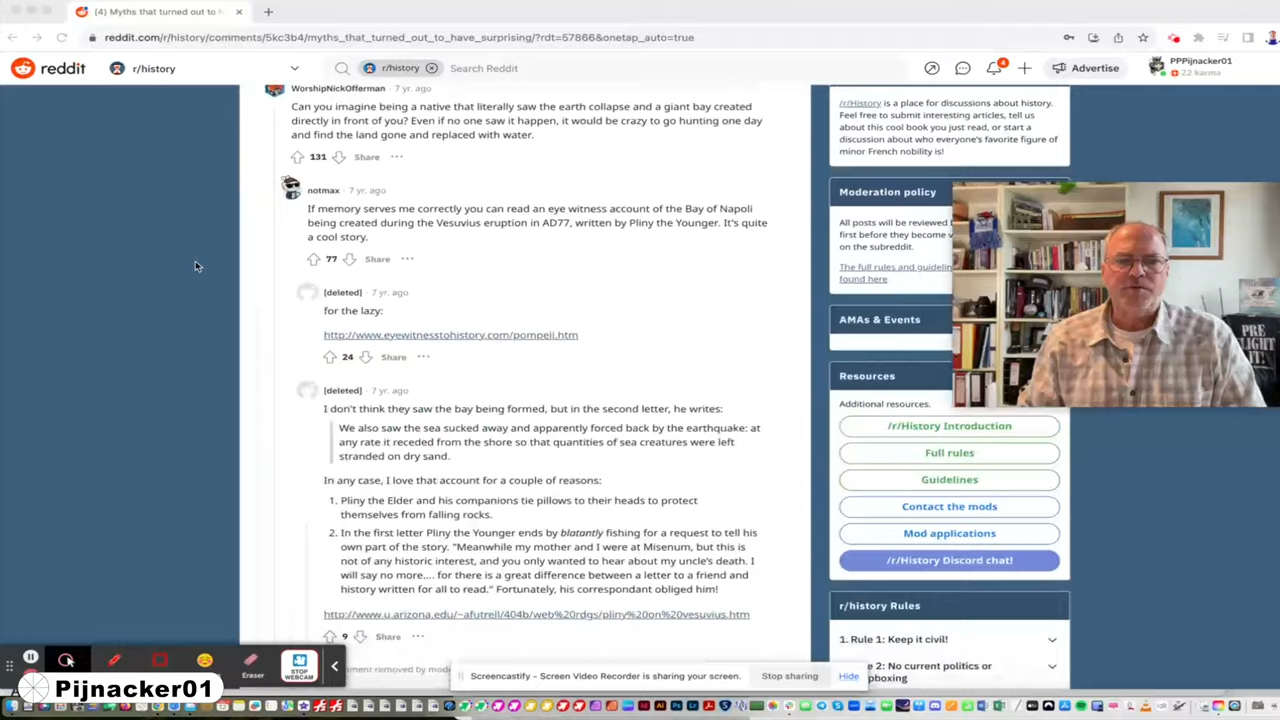 (4) Myths that turned out to h
reddit.com/r/history/comments/5kc3b4/myths_that_turned_out_to_have_surprising/?rdt=57866&onetap_auto=true
reddit
r/history
r/history
Search Reddit
4
Advertise
PPPijnacker01
22 karma
WorshipNickOfferman · 7 yr. ago
Can you imagine being a native that literally saw the earth collapse and a giant bay created
directly in front of you? Even if no one saw it happen, it would be crazy to go hunting one day
and find the land gone and replaced with water.
131 Share
notmax · 7 yr. ago
If memory serves me correctly you can read an eye witness account of the Bay of Napoli
being created during the Vesuvius eruption in AD77, written by Pliny the Younger. It's quite
a cool story.
77 Share
[deleted] · 7 yr. ago
for the lazy:
http://www.eyewitnesstohistory.com/pompeii.htm
24 Share
[deleted] · 7 yr. ago
I don't think they saw the bay being formed, but in the second letter, he writes:
We also saw the sea sucked away and apparently forced back by the earthquake: at
any rate it receded from the shore so that quantities of sea creatures were left
stranded on dry sand.
In any case, I love that account for a couple of reasons:
1. Pliny the Elder and his companions tie pillows to their heads to protect
themselves from falling rocks.
2. In the first letter Pliny the Younger ends by blatantly fishing for a request to tell his
own part of the story. "Meanwhile my mother and I were at Misenum, but this is
not of any historic interest, and you only wanted to hear about my uncle's death. I
will say no more.... for there is a great difference between a letter to a friend and
history written for all to read." Fortunately, his correspondant obliged him!
http://www.u.arizona.edu/~afutrell/404b/web%20rdgs/pliny%20on%20vesuvius.htm
9 Share
ment removed by mode
/r/History is a place for discussions about history.
Feel free to submit interesting articles, tell us
about this cool book you just read, or start a
discussion about who everyone's favorite figure of
minor French nobility is!
Moderation policy
All posts will be reviewed
first before they become v
on the subreddit.
The full rules and guidelin
found here
AMAs & Events
Resources
Additional resources.
/r/History Introduction
Full rules
Guidelines
Contact the mods
Mod applications
/r/History Discord chat!
r/history Rules
1. Rule 1: Keep it civil!
e 2: No current politics or
pboxing
PRE
LIGHT
IT!
Eraser
STOP
WEBCAM
Pijnacker01
Screencastify - Screen Video Recorder is sharing your screen.
Stop sharing
Hide